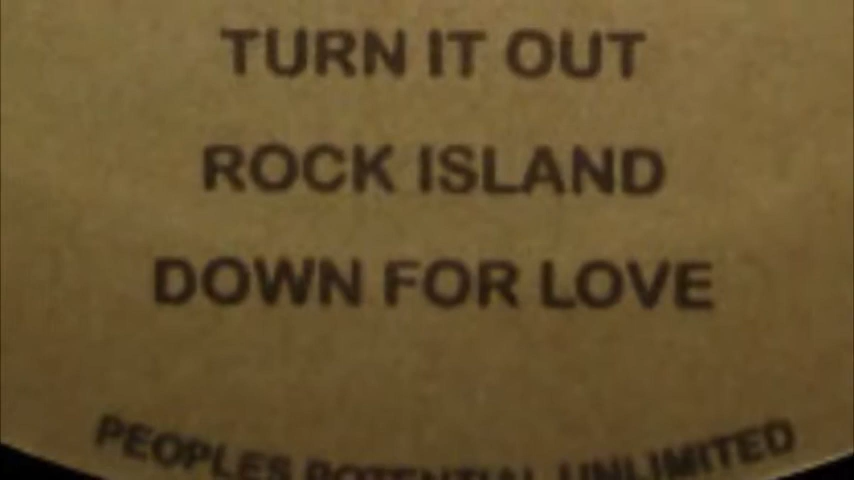 TURN IT OUT
ROCK ISLAND
DOWN FOR LOVE
PEOPLES POTENTIAL UNLIMITED